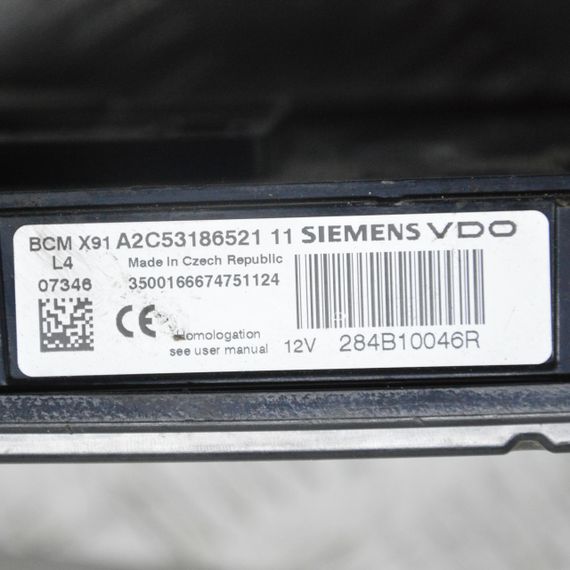 BCM X91 A2C53186521 11 SIEMENS VDO
L4 Made in Czech Republic
07346 3500166674751124
CE
Homologation
see user manual 12V 284B10046R